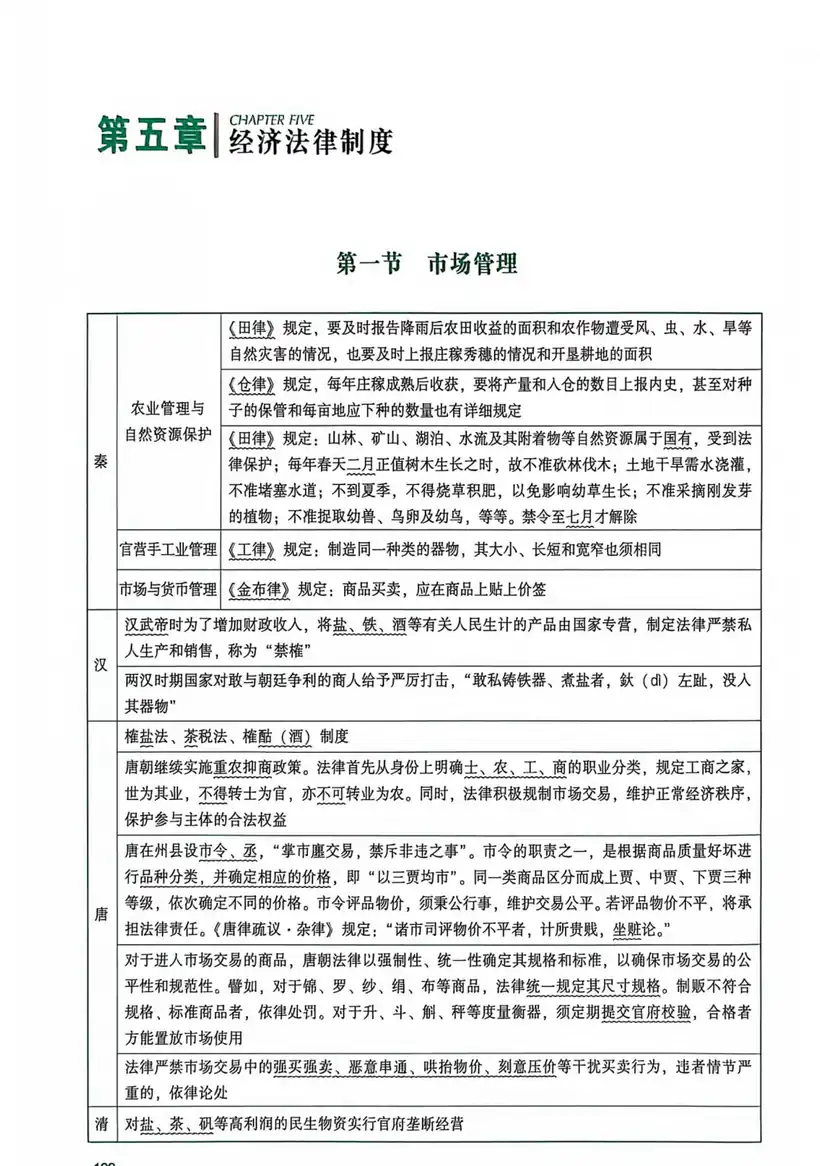 第五章
CHAPTER FIVE
经济法律制度
第一节 市场管理
秦
农业管理与
自然资源保护
《田律》规定，要及时报告降雨后农田收益的面积和农作物遭受风、虫、水、旱等
自然灾害的情况，也要及时上报庄稼秀穗的情况和开垦耕地的面积
《仓律》规定，每年庄稼成熟后收获，要将产量和入仓的数目上报内史，甚至对种
子的保管和每亩地应下种的数量也有详细规定
《田律》规定：山林、矿山、湖泊、水流及其附着物等自然资源属于国有，受到法
律保护；每年春天二月正值树木生长之时，故不准砍林伐木；土地干旱需水浇灌，
不准堵塞水道；不到夏季，不得烧草积肥，以免影响幼草生长；不准采摘刚发芽
的植物；不准捉取幼兽、鸟卵及幼鸟，等等。禁令至七月才解除
官营手工业管理
《工律》规定：制造同一种类的器物，其大小、长短和宽窄也须相同
市场与货币管理
《金布律》规定：商品买卖，应在商品上贴上价签
汉
汉武帝时为了增加财政收入，将盐、铁、酒等有关人民生计的产品由国家专营，制定法律严禁私
人生产和销售，称为“禁榷”
两汉时期国家对敢与朝廷争利的商人给予严厉打击，“敢私铸铁器、煮盐者，釱（dì）左趾，没入
其器物”
唐
榷盐法、茶税法、榷酤（酒）制度
唐朝继续实施重农抑商政策。法律首先从身份上明确士、农、工、商的职业分类，规定工商之家，
世为其业，不得转士为官，亦不可转业为农。同时，法律积极规制市场交易，维护正常经济秩序，
保护参与主体的合法权益
唐在州县设市令、丞，“掌市廛交易，禁斥非违之事”。市令的职责之一，是根据商品质量好坏进
行品种分类，并确定相应的价格，即“以三贾均市”。同一类商品区分而成上贾、中贾、下贾三种
等级，依次确定不同的价格。市令评品物价，须秉公行事，维护交易公平。若评品物价不平，将承
担法律责任。《唐律疏议·杂律》规定：“诸市司评物价不平者，计所贵贱，坐赃论。”
对于进入市场交易的商品，唐朝法律以强制性、统一性确定其规格和标准，以确保市场交易的公
平性和规范性。譬如，对于锦、罗、纱、绢、布等商品，法律统一规定其尺寸规格。制贩不符合
规格、标准商品者，依律处罚。对于升、斗、斛、秤等度量衡器，须定期提交官府校验，合格者
方能置放市场使用
法律严禁市场交易中的强买强卖、恶意串通、哄抬物价、刻意压价等干扰买卖行为，违者情节严
重的，依律论处
清
对盐、茶、矾等高利润的民生物资实行官府垄断经营